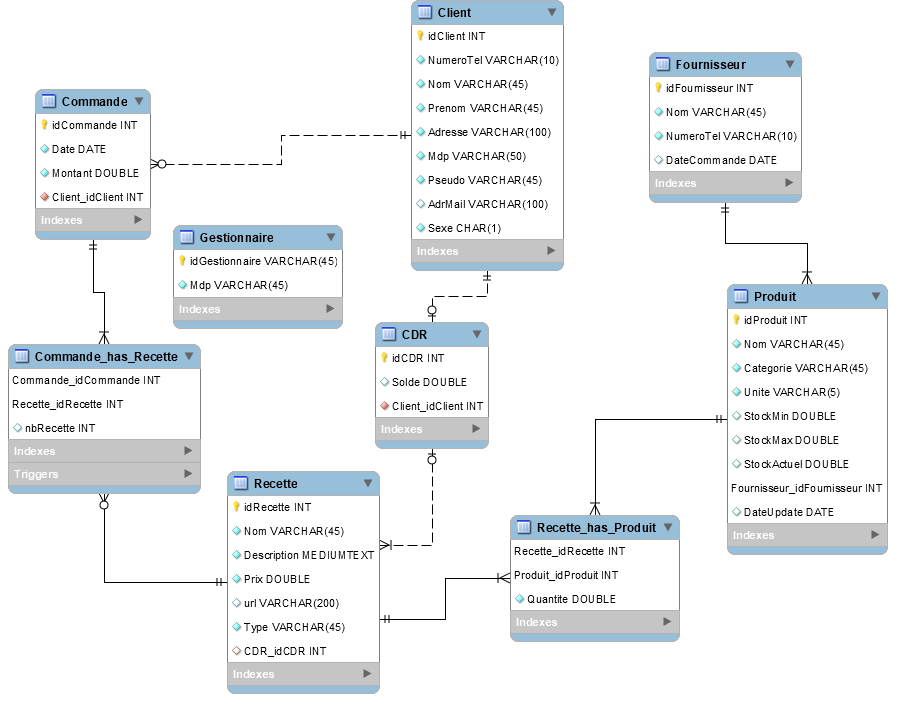 Client
idClient INT
NumeroTel VARCHAR(10)
Nom VARCHAR(45)
Prenom VARCHAR(45)
Adresse VARCHAR(100)
Mdp VARCHAR(50)
Pseudo VARCHAR(45)
AdrMail VARCHAR(100)
Sexe CHAR(1)
Indexes
Fournisseur
idFournisseur INT
Nom VARCHAR(45)
NumeroTel VARCHAR(10)
DateCommande DATE
Indexes
Commande
idCommande INT
Date DATE
Montant DOUBLE
Client_idClient INT
Indexes
Gestionnaire
idGestionnaire VARCHAR(45)
Mdp VARCHAR(45)
Indexes
Produit
idProduit INT
Nom VARCHAR(45)
Categorie VARCHAR(45)
Unite VARCHAR(5)
StockMin DOUBLE
StockMax DOUBLE
StockActuel DOUBLE
Fournisseur_idFournisseur INT
DateUpdate DATE
Indexes
CDR
idCDR INT
Solde DOUBLE
Client_idClient INT
Indexes
Commande_has_Recette
Commande_idCommande INT
Recette_idRecette INT
nbRecette INT
Indexes
Triggers
Recette
idRecette INT
Nom VARCHAR(45)
Description MEDIUMTEXT
Prix DOUBLE
url VARCHAR(200)
Type VARCHAR(45)
CDR_idCDR INT
Indexes
Recette_has_Produit
Recette_idRecette INT
Produit_idProduit INT
Quantite DOUBLE
Indexes